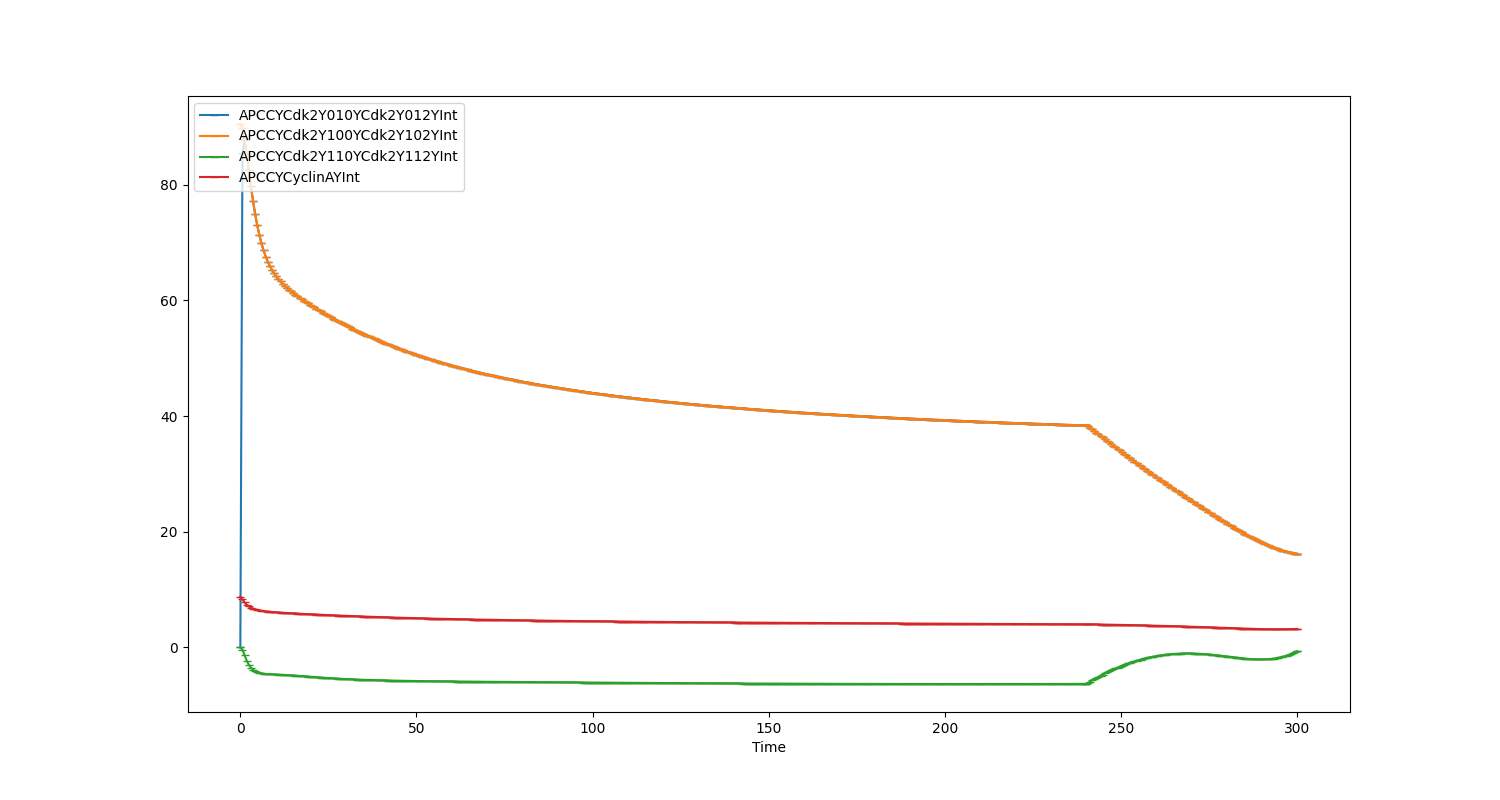 APCCYCdk2Y010YCdk2Y012YInt
APCCYCdk2Y100YCdk2Y102YInt
APCCYCdk2Y110YCdk2Y112YInt
APCCYCyclinAYInt
80
60
40
20
0
0 50 100 150 200 250 300
Time